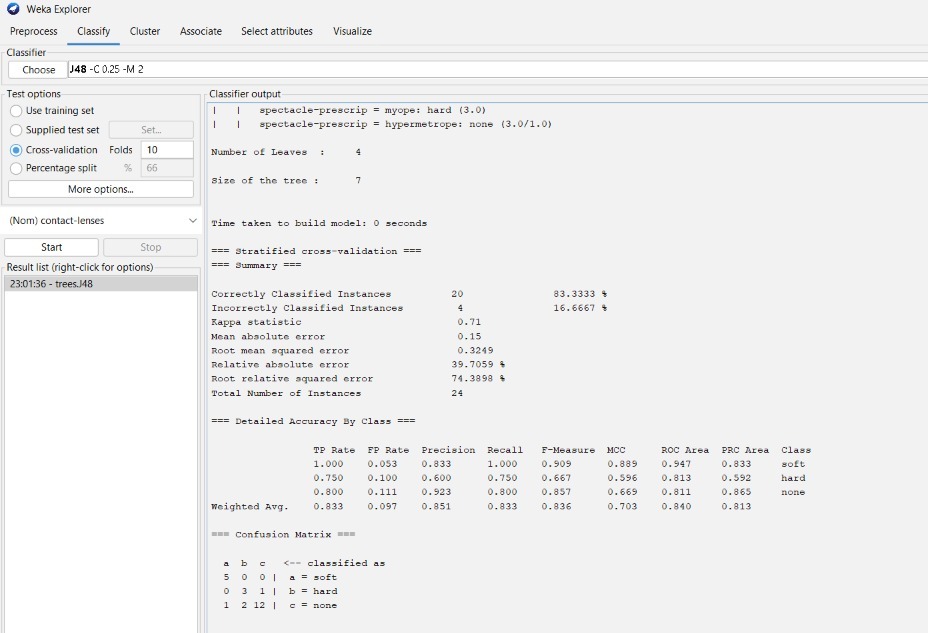 Weka Explorer
Preprocess Classify Cluster Associate Select attributes Visualize
Classifier
Choose J48 -C 0.25 -M 2
Test options
Use training set
Supplied test set Set...
Cross-validation Folds 10
Percentage split % 66
More options...
(Nom) contact-lenses
Start Stop
Result list (right-click for options)
23:01:36 - trees.J48
Classifier output
| | spectacle-prescrip = myope: hard (3.0)
| | spectacle-prescrip = hypermetrope: none (3.0/1.0)
Number of Leaves : 4
Size of the tree : 7
Time taken to build model: 0 seconds
=== Stratified cross-validation ===
=== Summary ===
Correctly Classified Instances 20 83.3333 %
Incorrectly Classified Instances 4 16.6667 %
Kappa statistic 0.71
Mean absolute error 0.15
Root mean squared error 0.3249
Relative absolute error 39.7059 %
Root relative squared error 74.3898 %
Total Number of Instances 24
=== Detailed Accuracy By Class ===
TP Rate FP Rate Precision Recall F-Measure MCC ROC Area PRC Area Class
1.000 0.053 0.833 1.000 0.909 0.889 0.947 0.833 soft
0.750 0.100 0.600 0.750 0.667 0.596 0.813 0.592 hard
0.800 0.111 0.923 0.800 0.857 0.669 0.811 0.865 none
Weighted Avg. 0.833 0.097 0.851 0.833 0.836 0.703 0.840 0.813
=== Confusion Matrix ===
a b c <-- classified as
5 0 0 | a = soft
0 3 1 | b = hard
1 2 12 | c = none